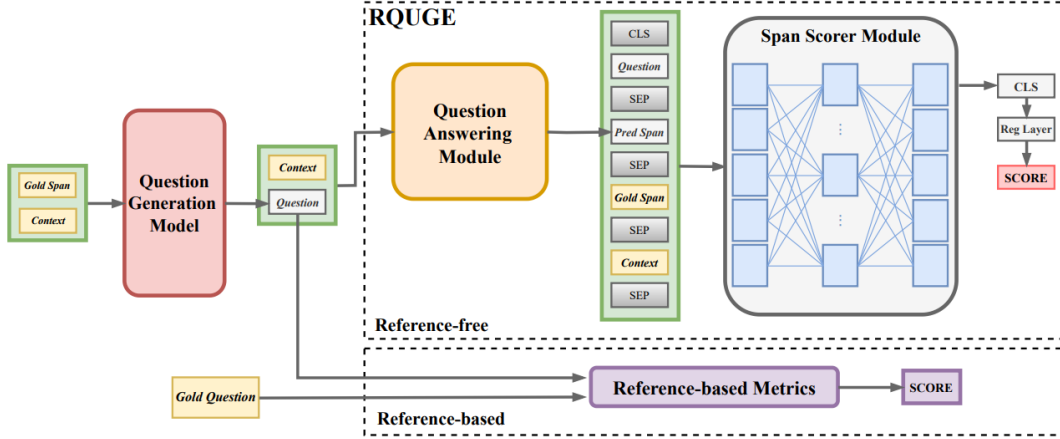 RQUGE
Gold Span
Context
Question
Generation
Model
Context
Question
Question
Answering
Module
CLS
Question
SEP
Pred Span
SEP
Gold Span
SEP
Context
SEP
Span Scorer Module
CLS
Reg Layer
SCORE
Reference-free
Gold Question
Reference-based Metrics
SCORE
Reference-based